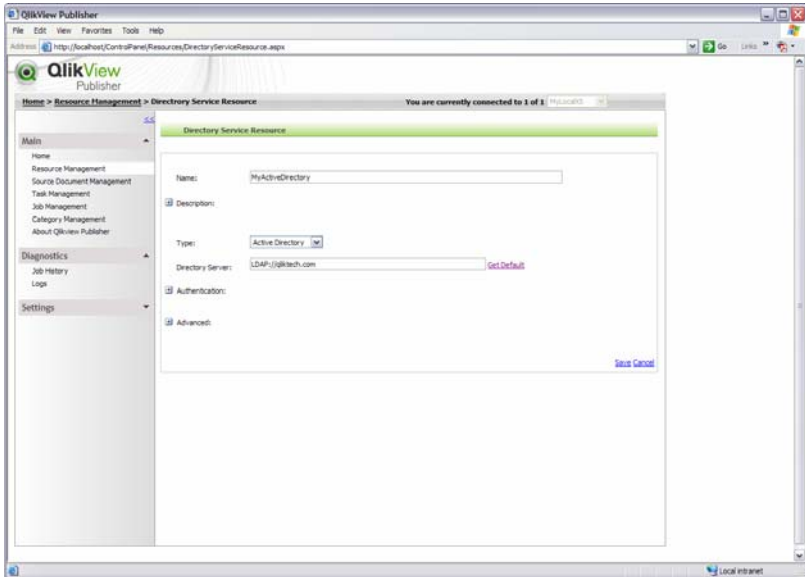 QlikView Publisher
File Edit View Favorites Tools Help
Address http://localhost/ControlPanel/Resources/DirectoryServiceResource.aspx Go Links »
QlikView
Publisher
Home > Resource Management > Directrory Service Resource You are currently connected to 1 of 1
<<
Directory Service Resource
Main
Home
Resource Management
Source Document Management
Task Management
Job Management
Category Management
About Qlikview Publisher
Diagnostics
Job History
Logs
Settings
Name: MyActiveDirectory
Description:
Type: Active Directory
Directory Server: LDAP://qliktech.com Get Default
Authentication:
Advanced:
Save Cancel
Local intranet